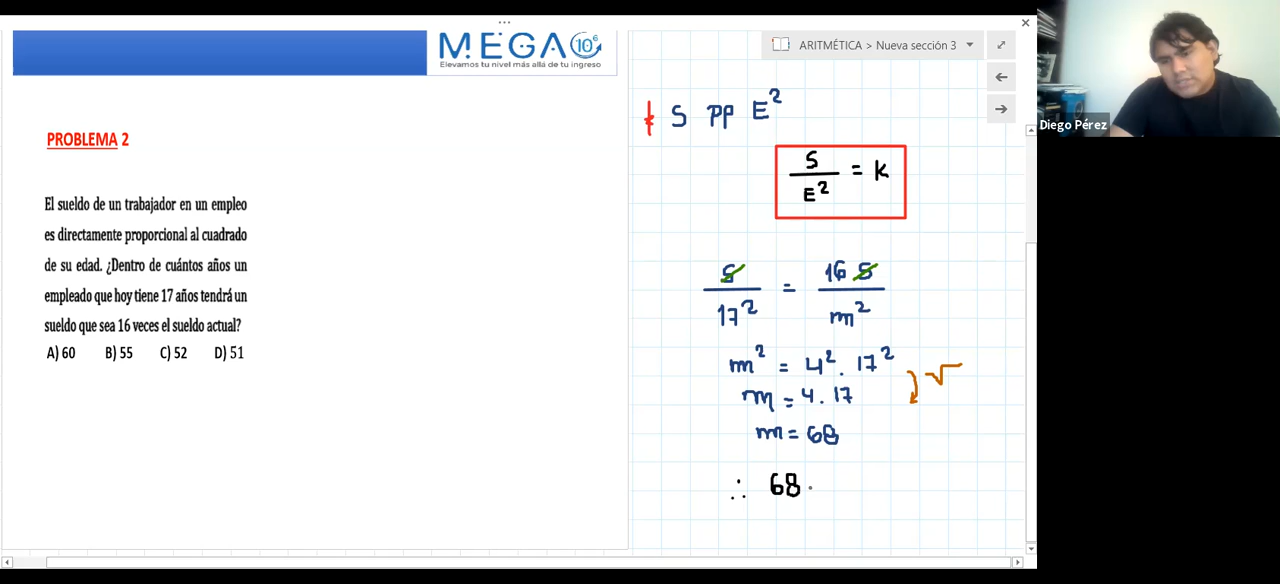 MEGA 10⁶
Elevamos tu nivel más allá de tu ingreso
ARITMÉTICA > Nueva sección 3
Diego Pérez
PROBLEMA 2
El sueldo de un trabajador en un empleo
es directamente proporcional al cuadrado
de su edad. ¿Dentro de cuántos años un
empleado que hoy tiene 17 años tendrá un
sueldo que sea 16 veces el sueldo actual?
A) 60 B) 55 C) 52 D) 51
* S PP E²
S / E² = K
S / 17² = 16 S / m²
m² = 4² . 17²
√
m = 4 . 17
m = 68
∴ 68